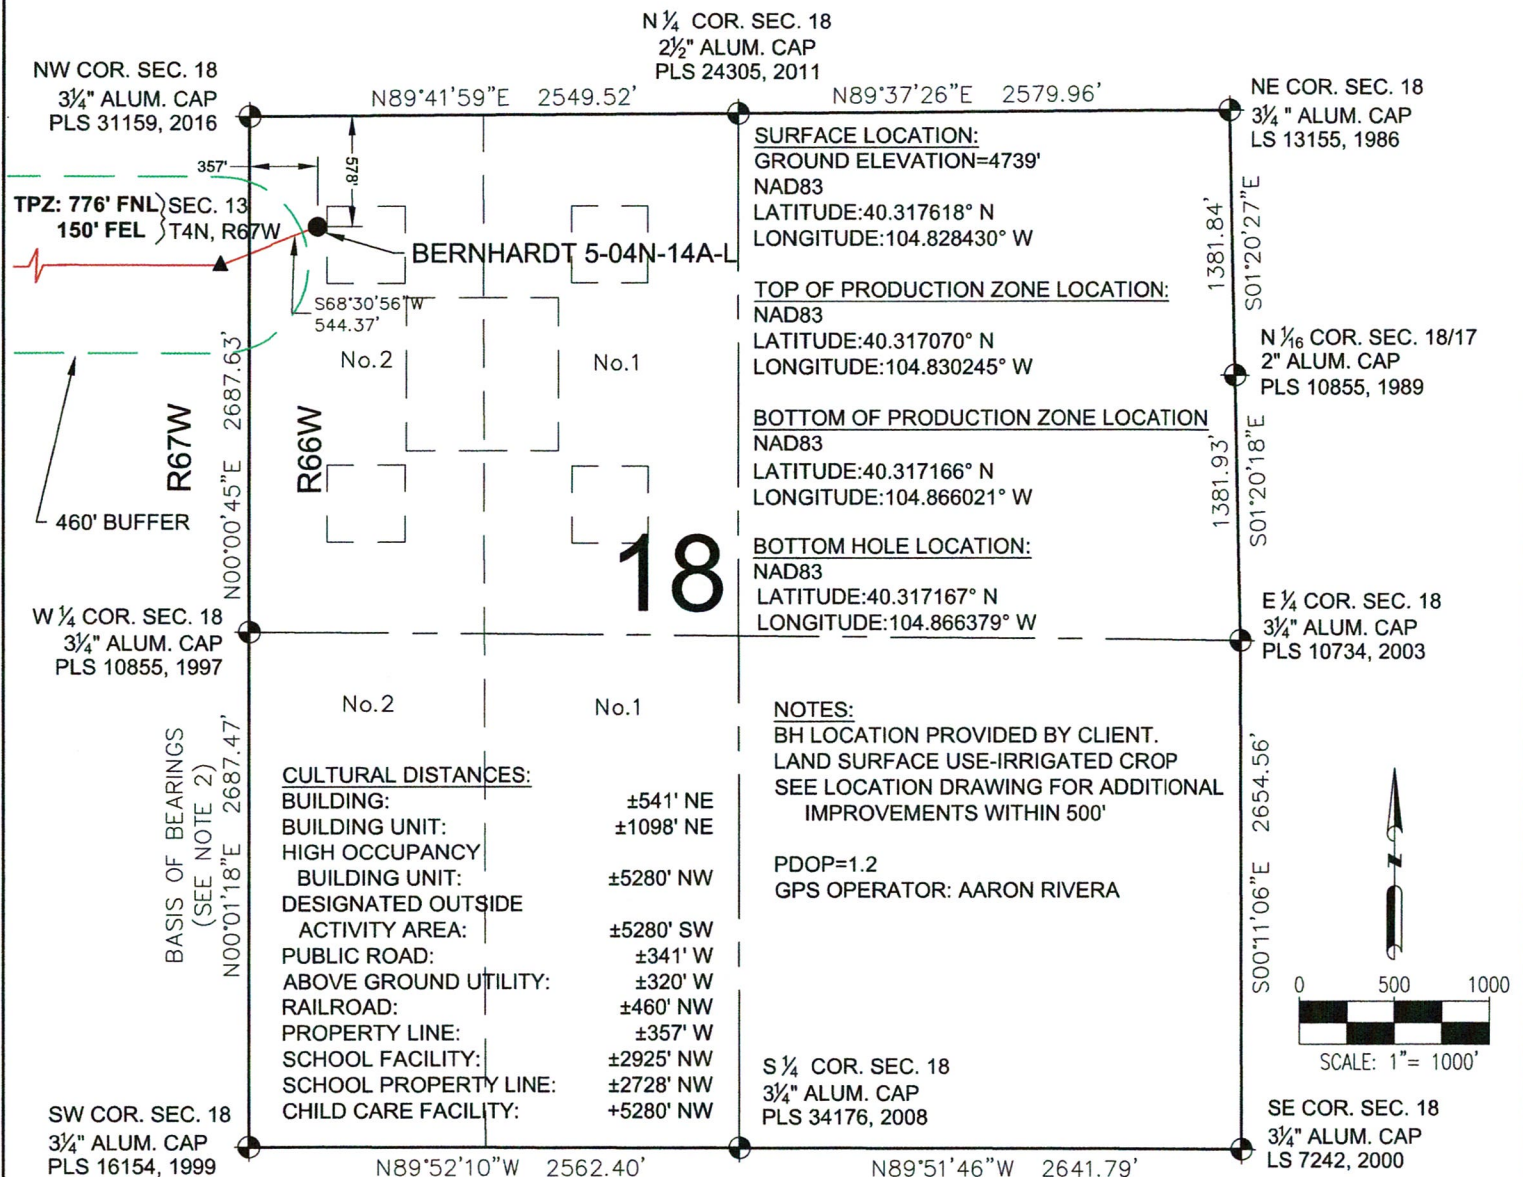 N ¼ COR. SEC. 18
2½" ALUM. CAP
PLS 24305, 2011
NW COR. SEC. 18
3¼" ALUM. CAP
PLS 31159, 2016
N89°41'59"E 2549.52'
N89°37'26"E 2579.96'
NE COR. SEC. 18
3¼" ALUM. CAP
LS 13155, 1986
357'
578'
TPZ: 776' FNL } SEC. 13
150' FEL } T4N, R67W
BERNHARDT 5-04N-14A-L
S68°30'56"W
544.37'
No.2
No.1
460' BUFFER
R67W
R66W
N00°00'45"E 2687.63'
18
SURFACE LOCATION:
GROUND ELEVATION=4739'
NAD83
LATITUDE:40.317618° N
LONGITUDE:104.828430° W
TOP OF PRODUCTION ZONE LOCATION:
NAD83
LATITUDE:40.317070° N
LONGITUDE:104.830245° W
BOTTOM OF PRODUCTION ZONE LOCATION
NAD83
LATITUDE:40.317166° N
LONGITUDE:104.866021° W
BOTTOM HOLE LOCATION:
NAD83
LATITUDE:40.317167° N
LONGITUDE:104.866379° W
1381.84'
S01°20'27"E
N ¹⁄₁₆ COR. SEC. 18/17
2" ALUM. CAP
PLS 10855, 1989
1381.93'
S01°20'18"E
W ¼ COR. SEC. 18
3¼" ALUM. CAP
PLS 10855, 1997
E ¼ COR. SEC. 18
3¼" ALUM. CAP
PLS 10734, 2003
No.2
No.1
BASIS OF BEARINGS
(SEE NOTE 2)
N00°01'18"E 2687.47'
CULTURAL DISTANCES:
BUILDING: ±541' NE
BUILDING UNIT: ±1098' NE
HIGH OCCUPANCY
BUILDING UNIT: ±5280' NW
DESIGNATED OUTSIDE
ACTIVITY AREA: ±5280' SW
PUBLIC ROAD: ±341' W
ABOVE GROUND UTILITY: ±320' W
RAILROAD: ±460' NW
PROPERTY LINE: ±357' W
SCHOOL FACILITY: ±2925' NW
SCHOOL PROPERTY LINE: ±2728' NW
CHILD CARE FACILITY: +5280' NW
NOTES:
BH LOCATION PROVIDED BY CLIENT.
LAND SURFACE USE-IRRIGATED CROP
SEE LOCATION DRAWING FOR ADDITIONAL
IMPROVEMENTS WITHIN 500'
PDOP=1.2
GPS OPERATOR: AARON RIVERA
S00°11'06"E 2654.56'
N
0 500 1000
SCALE: 1"= 1000'
S ¼ COR. SEC. 18
3¼" ALUM. CAP
PLS 34176, 2008
SW COR. SEC. 18
3¼" ALUM. CAP
PLS 16154, 1999
SE COR. SEC. 18
3¼" ALUM. CAP
LS 7242, 2000
N89°52'10"W 2562.40'
N89°51'46"W 2641.79'